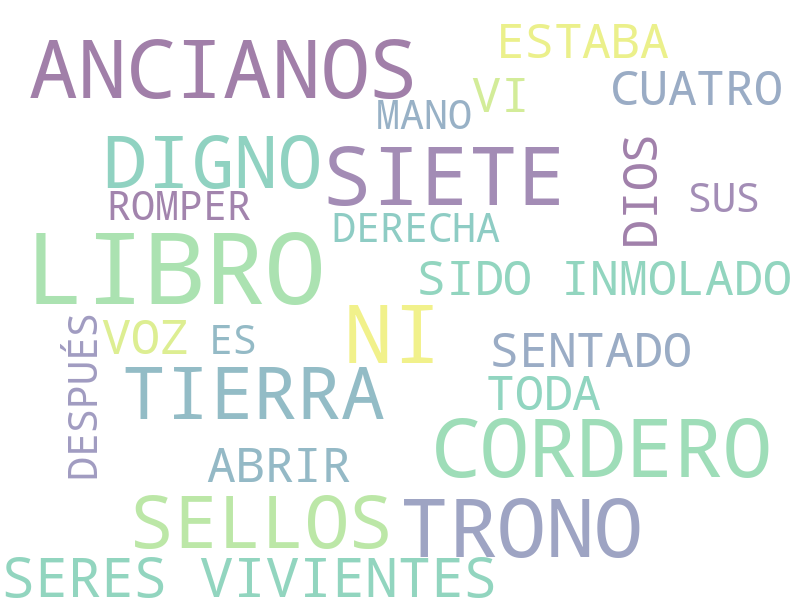 ESTABA
ANCIANOS
CUATRO
VI
MANO
DIGNO
SIETE
DIOS
SUS
ROMPER
DERECHA
LIBRO
SIDO INMOLADO
NI
DESPUÉS
VOZ
ES
SENTADO
TIERRA
TODA
CORDERO
ABRIR
SELLOS
TRONO
SERES VIVIENTES